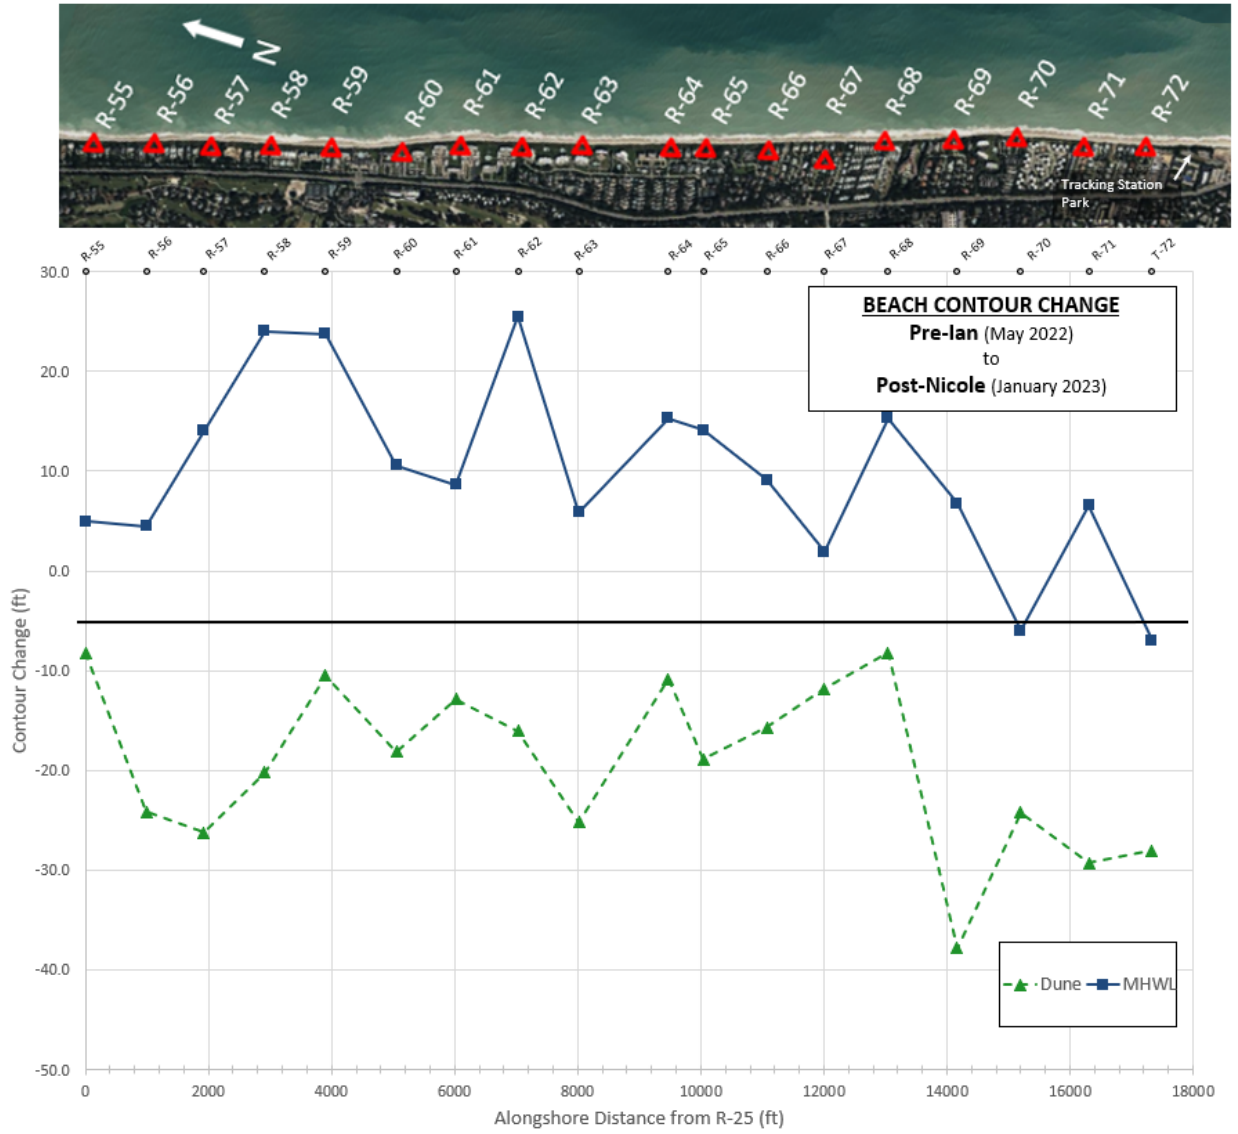 N
R-55
R-56
R-57
R-58
R-59
R-60
R-61
R-62
R-63
R-64
R-65
R-66
R-67
R-68
R-69
R-70
R-71
R-72
Tracking Station
Park
R-55
R-56
R-57
R-58
R-59
R-60
R-61
R-62
R-63
R-64
R-65
R-66
R-67
R-68
R-69
R-70
R-71
T-72
30.0
20.0
10.0
0.0
-10.0
-20.0
-30.0
-40.0
-50.0
Contour Change (ft)
BEACH CONTOUR CHANGE
Pre-Ian (May 2022)
to
Post-Nicole (January 2023)
Dune
MHWL
0
2000
4000
6000
8000
10000
12000
14000
16000
18000
Alongshore Distance from R-25 (ft)